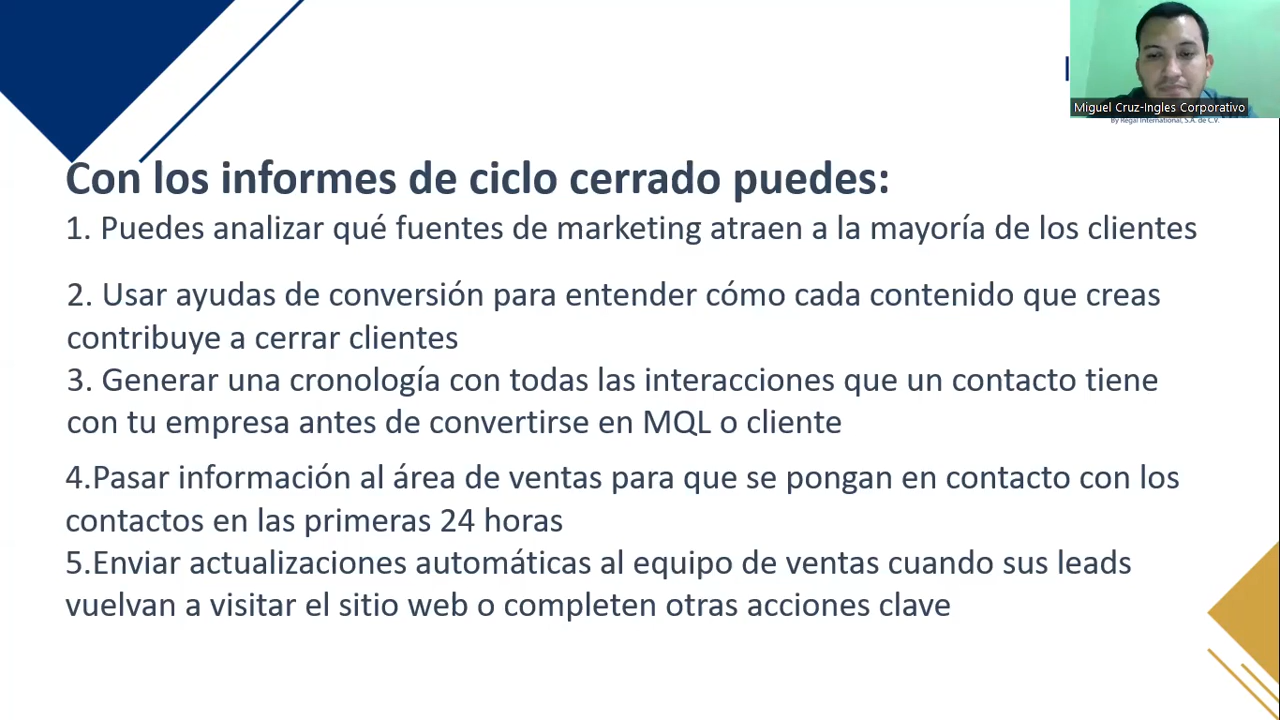 Miguel Cruz-Ingles Corporativo
By Regal International, S.A. de C.V.
Con los informes de ciclo cerrado puedes:
1. Puedes analizar qué fuentes de marketing atraen a la mayoría de los clientes
2. Usar ayudas de conversión para entender cómo cada contenido que creas
contribuye a cerrar clientes
3. Generar una cronología con todas las interacciones que un contacto tiene
con tu empresa antes de convertirse en MQL o cliente
4.Pasar información al área de ventas para que se pongan en contacto con los
contactos en las primeras 24 horas
5.Enviar actualizaciones automáticas al equipo de ventas cuando sus leads
vuelvan a visitar el sitio web o completen otras acciones clave